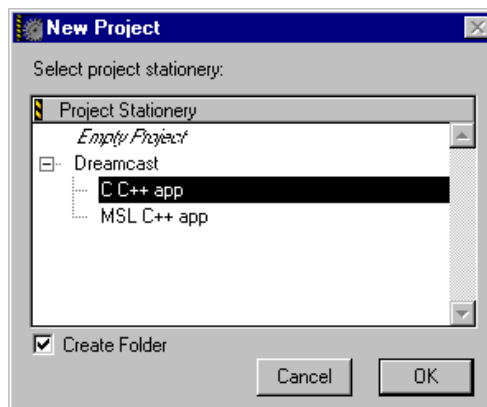 New Project
Select project stationery:
Project Stationery
Empty Project
Dreamcast
C C++ app
MSL C++ app
Create Folder
Cancel OK